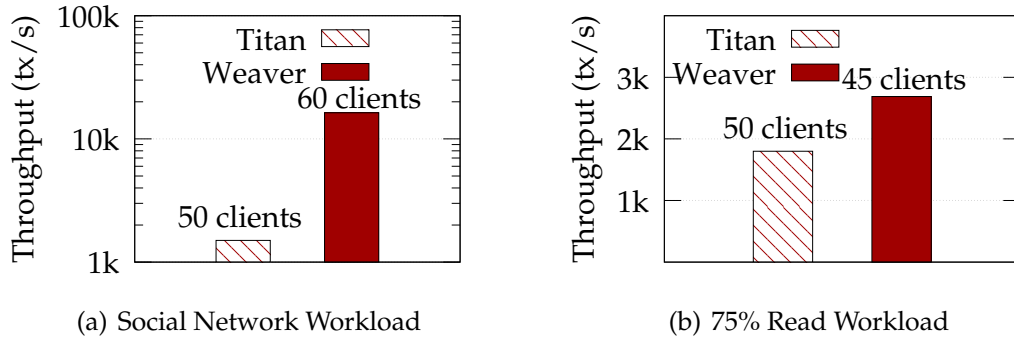 Throughput (tx/s)
100k
10k
1k
Titan
Weaver
60 clients
50 clients
(a) Social Network Workload
Throughput (tx/s)
3k
2k
1k
Titan
Weaver
45 clients
50 clients
(b) 75% Read Workload